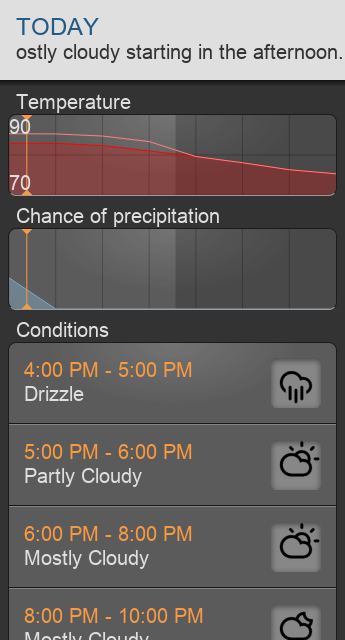 TODAY
ostly cloudy starting in the afternoon.
Temperature
90
70
Chance of precipitation
Conditions
4:00 PM - 5:00 PM
Drizzle
5:00 PM - 6:00 PM
Partly Cloudy
6:00 PM - 8:00 PM
Mostly Cloudy
8:00 PM - 10:00 PM
Mostly Cloudy